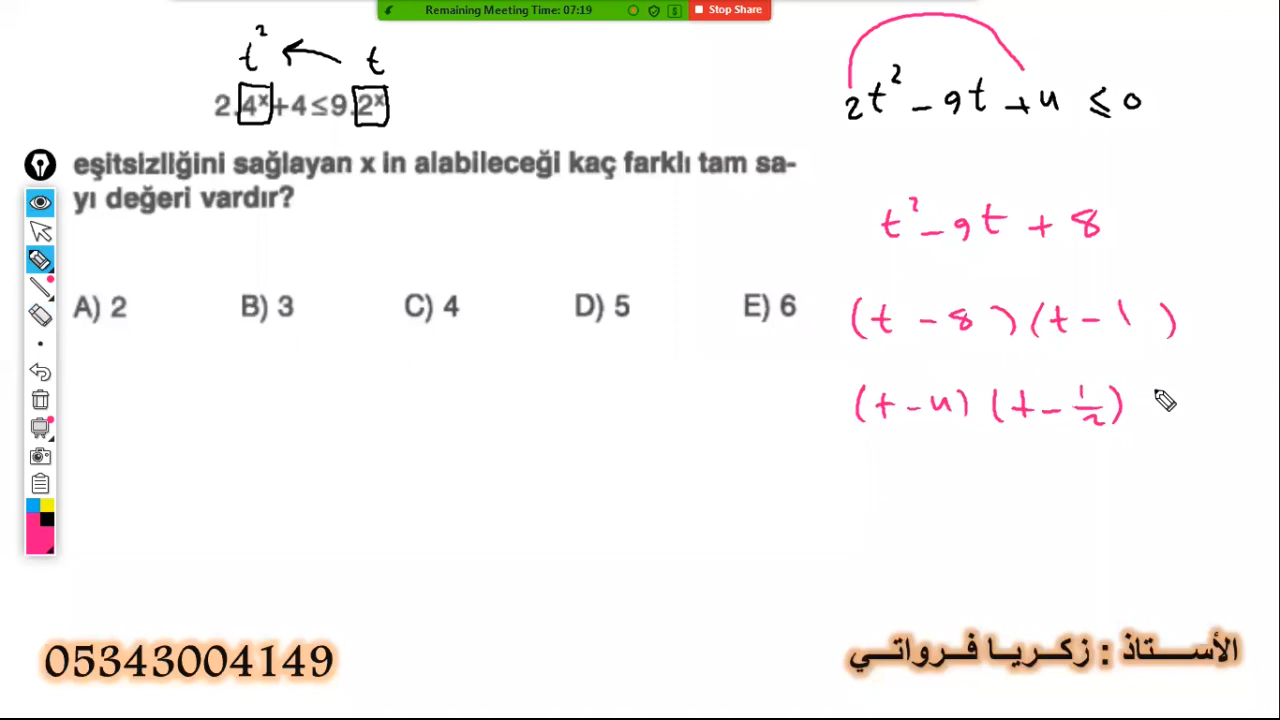 Remaining Meeting Time: 07:19 Stop Share
t² ← t
2.4ˣ+4≤9.2ˣ
eşitsizliğini sağlayan x in alabileceği kaç farklı tam sa-
yı değeri vardır?
A) 2 B) 3 C) 4 D) 5 E) 6
2t² - 9t + 4 ≤ 0
t² - 9t + 8
(t - 8) (t - 1)
(t - 4) (t - 1/2)
05343004149
الأستاذ : زكريا فرواتي